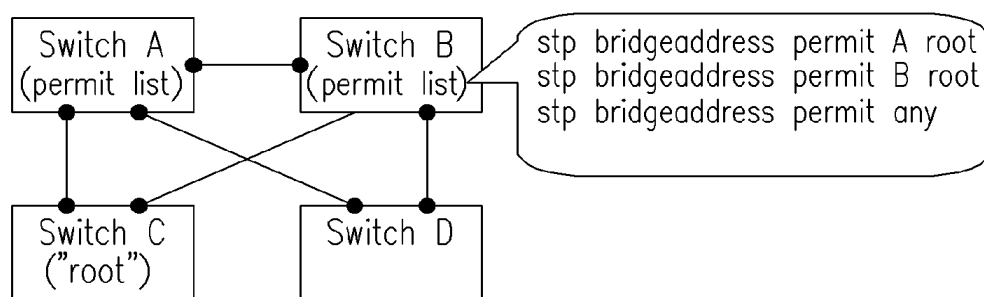 Switch A
(permit list)
Switch B
(permit list)
stp bridgeaddress permit A root
stp bridgeaddress permit B root
stp bridgeaddress permit any
Switch C
("root")
Switch D